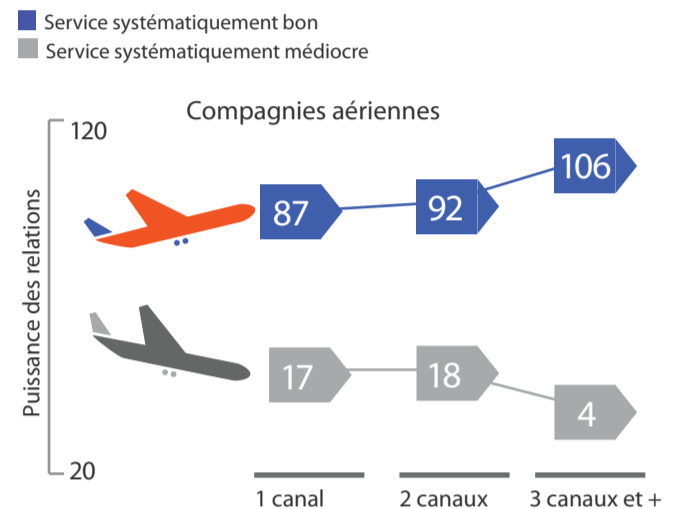 Service systématiquement bon
Service systématiquement médiocre
Compagnies aériennes
120
Puissance des relations
87
92
106
17
18
4
20
1 canal
2 canaux
3 canaux et +